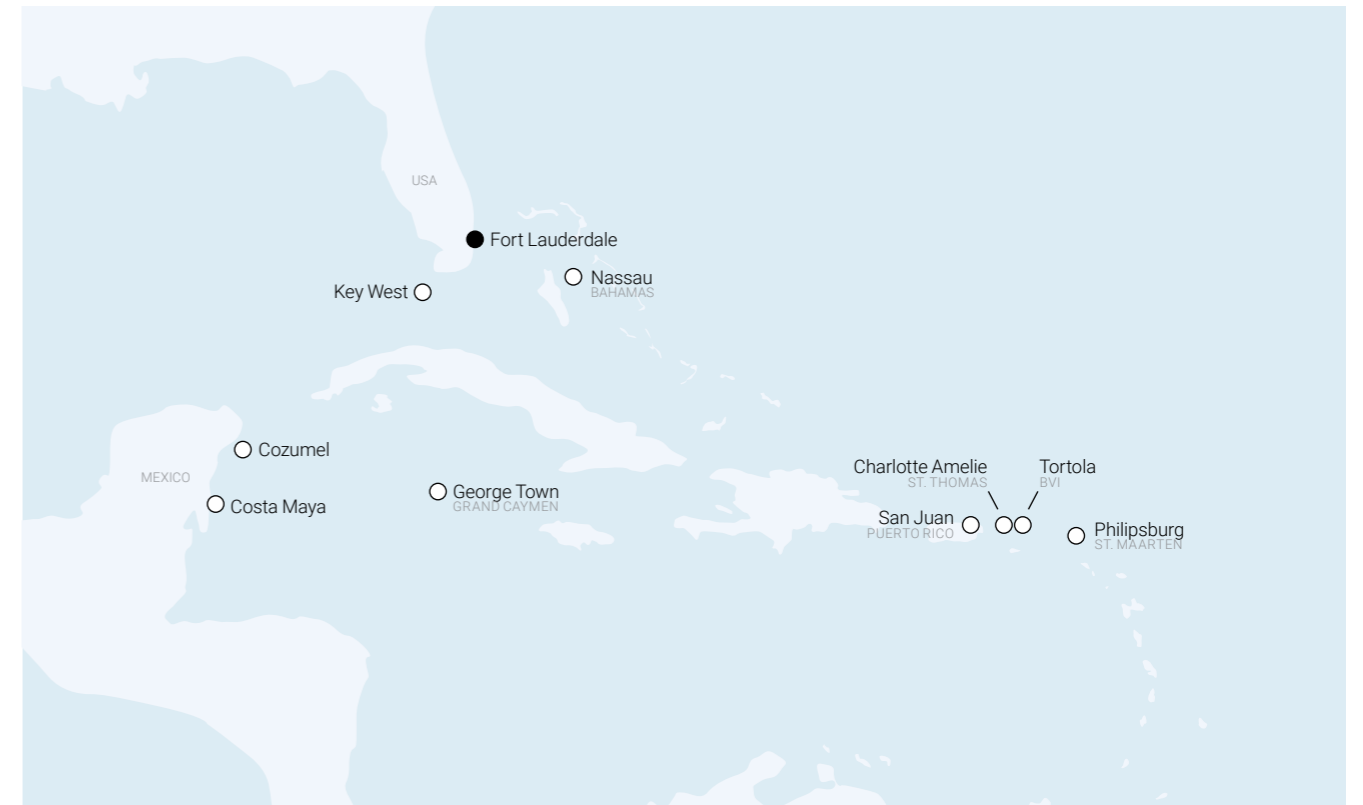 USA
Fort Lauderdale
Nassau
BAHAMAS
Key West
Cozumel
MEXICO
Costa Maya
George Town
GRAND CAYMEN
Charlotte Amelie
ST. THOMAS
Tortola
BVI
San Juan
PUERTO RICO
Philipsburg
ST. MAARTEN